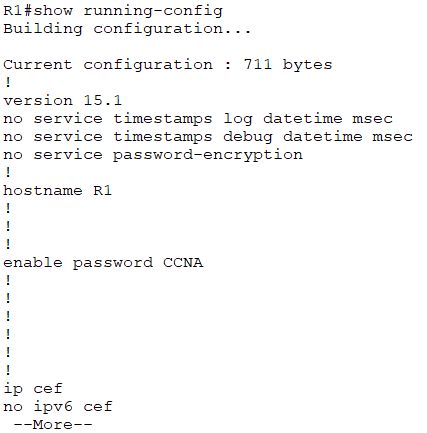 R1#show running-config
Building configuration...
Current configuration : 711 bytes
!
version 15.1
no service timestamps log datetime msec
no service timestamps debug datetime msec
no service password-encryption
!
hostname R1
!
!
!
enable password CCNA
!
!
!
!
!
!
ip cef
no ipv6 cef
 --More--